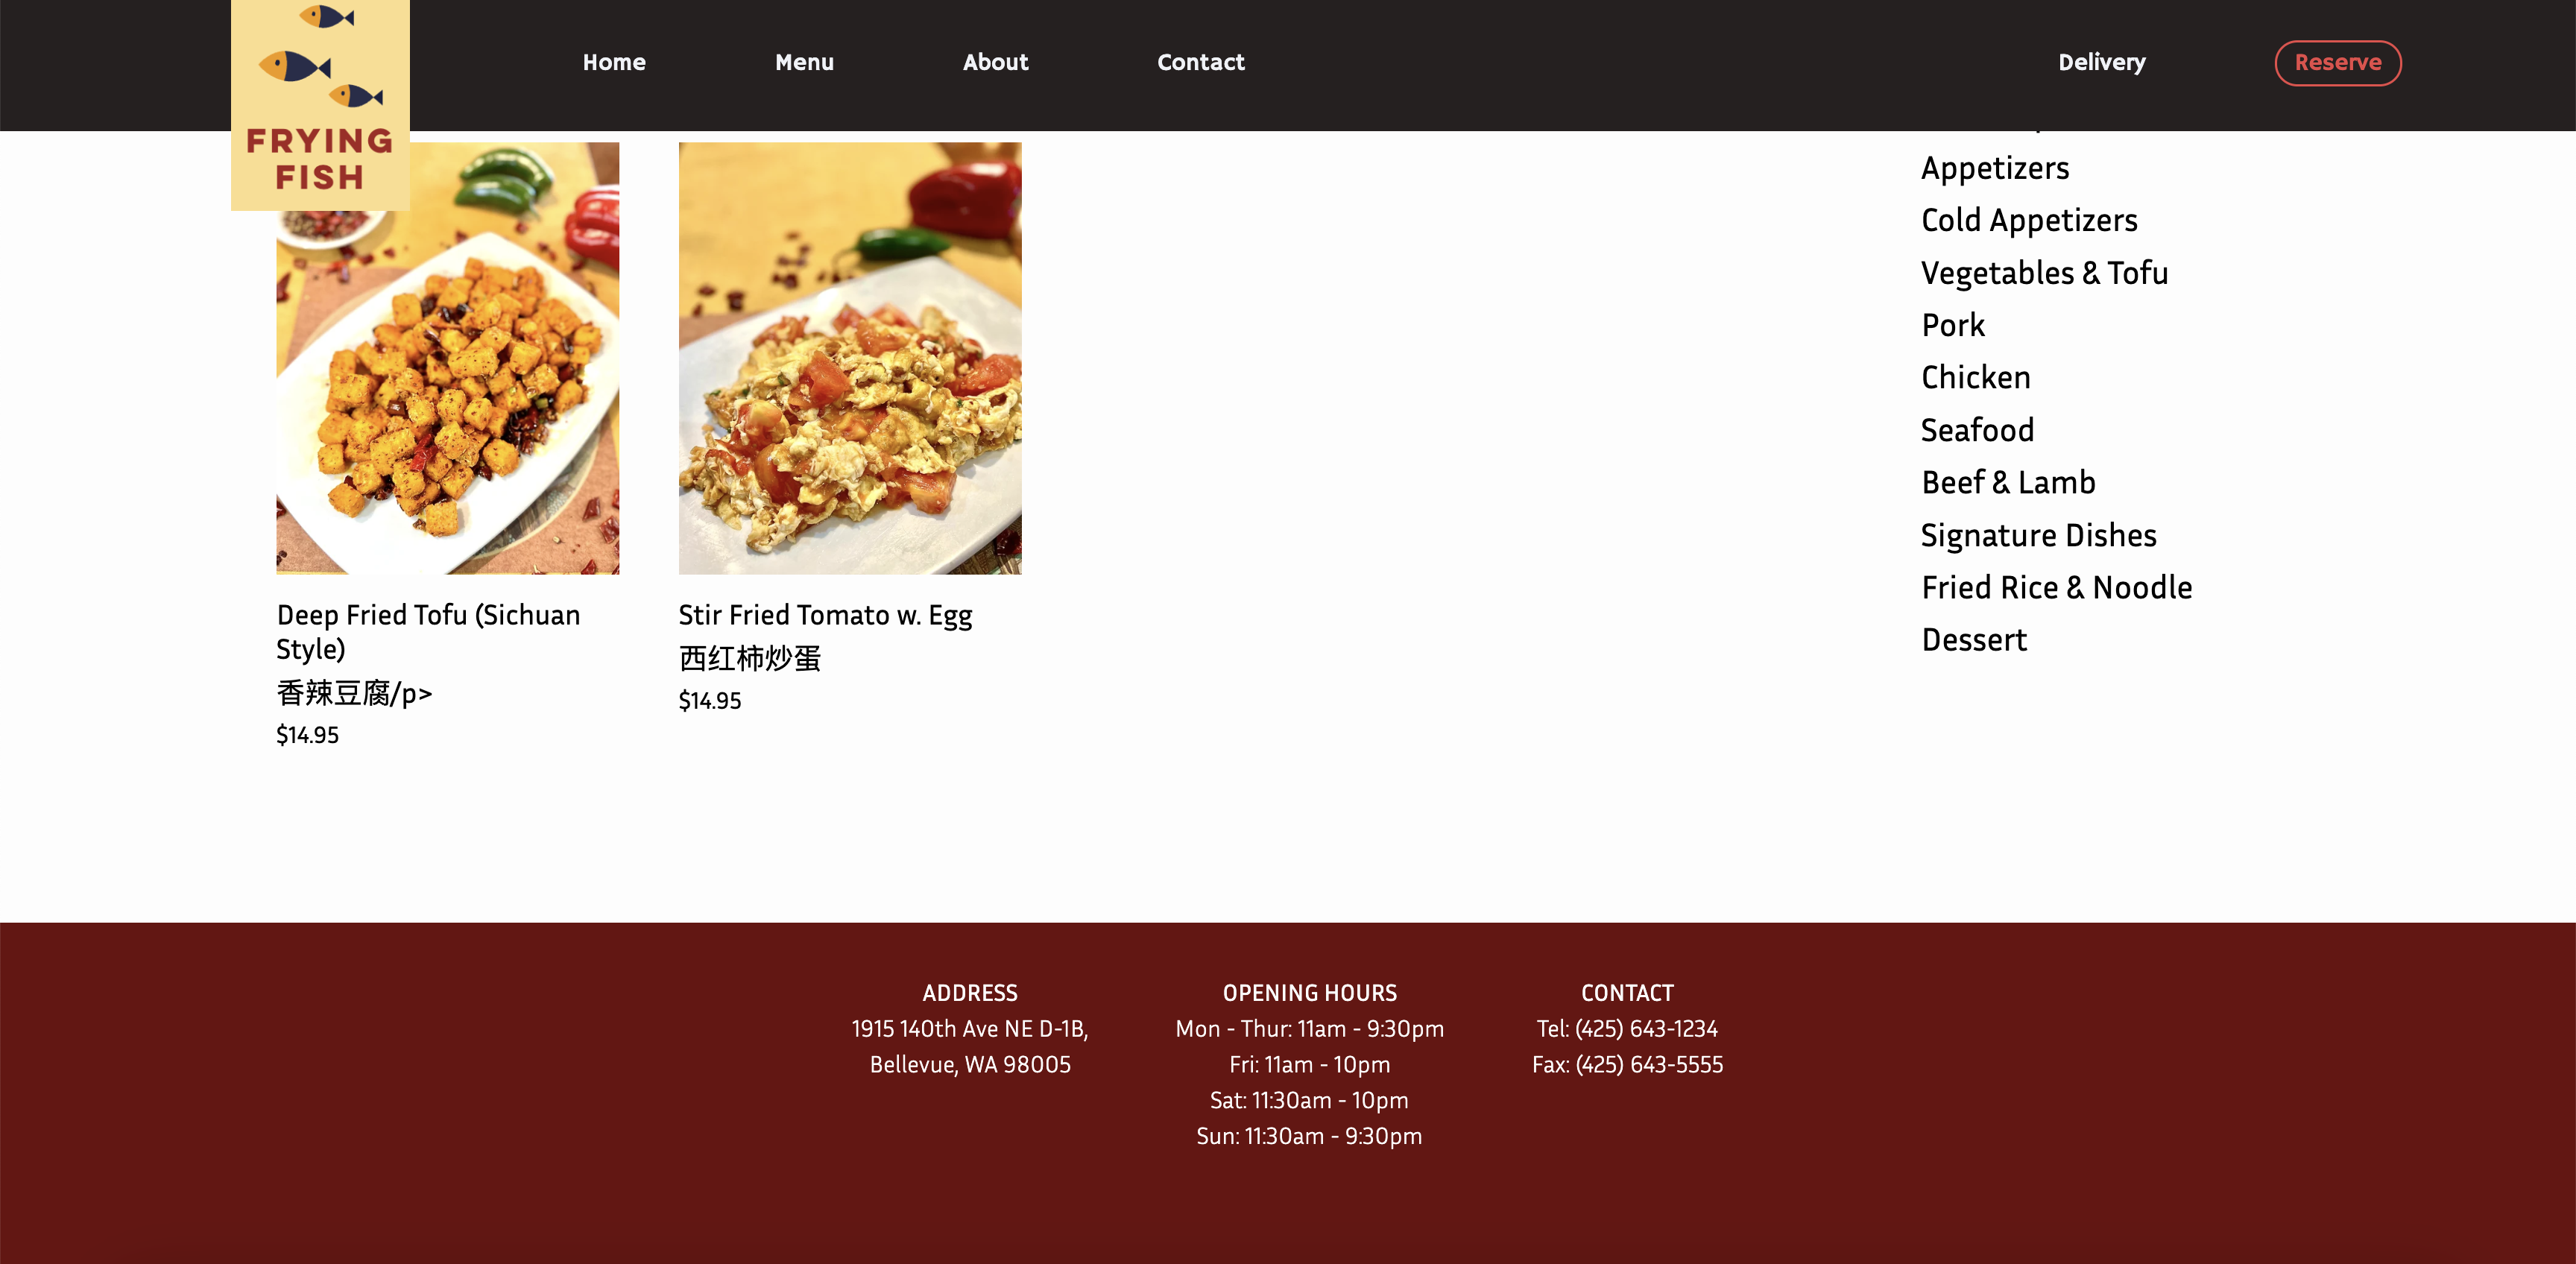 FRYING
FISH
Home
Menu
About
Contact
Delivery
Reserve
Deep Fried Tofu (Sichuan
Style)
香辣豆腐/p>
$14.95
Stir Fried Tomato w. Egg
西红柿炒蛋
$14.95
Appetizers
Cold Appetizers
Vegetables & Tofu
Pork
Chicken
Seafood
Beef & Lamb
Signature Dishes
Fried Rice & Noodle
Dessert
ADDRESS
1915 140th Ave NE D-1B,
Bellevue, WA 98005
OPENING HOURS
Mon - Thur: 11am - 9:30pm
Fri: 11am - 10pm
Sat: 11:30am - 10pm
Sun: 11:30am - 9:30pm
CONTACT
Tel: (425) 643-1234
Fax: (425) 643-5555